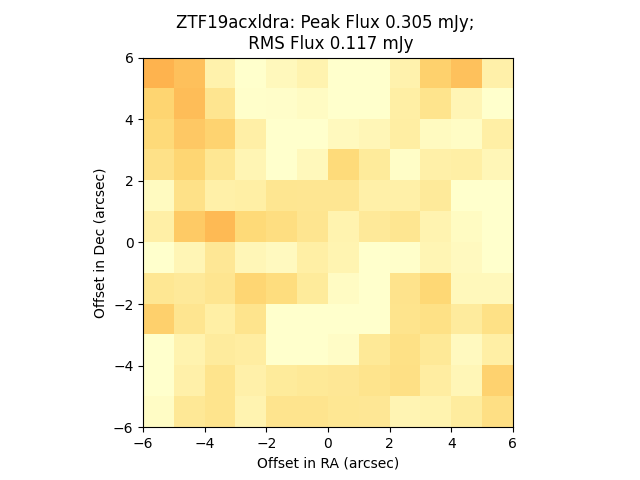 ZTF19acxldra: Peak Flux 0.305 mJy;
RMS Flux 0.117 mJy
6
4
2
0
−2
−4
−6
Offset in Dec (arcsec)
−6 −4 −2 0 2 4 6
Offset in RA (arcsec)